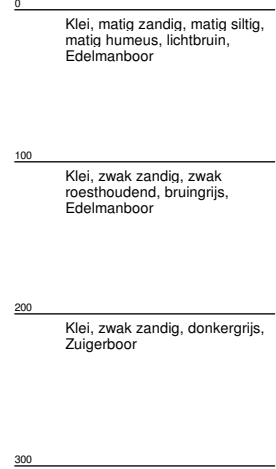 0
Klei, matig zandig, matig siltig,
matig humeus, lichtbruin,
Edelmanboor
100
Klei, zwak zandig, zwak
roesthoudend, bruingrijs,
Edelmanboor
200
Klei, zwak zandig, donkergrijs,
Zuigerboor
300